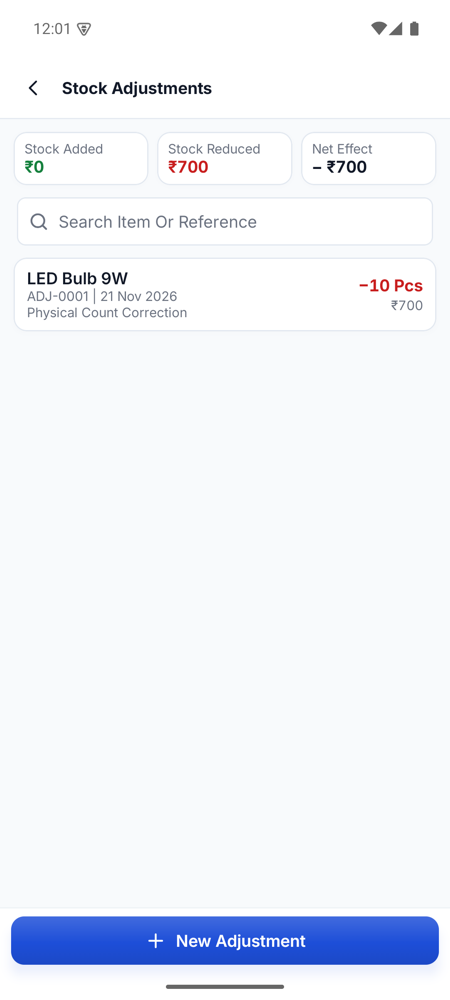 12:01
Stock Adjustments
Stock Added
₹0
Stock Reduced
₹700
Net Effect
− ₹700
Search Item Or Reference
LED Bulb 9W
ADJ-0001 | 21 Nov 2026
Physical Count Correction
−10 Pcs
₹700
New Adjustment